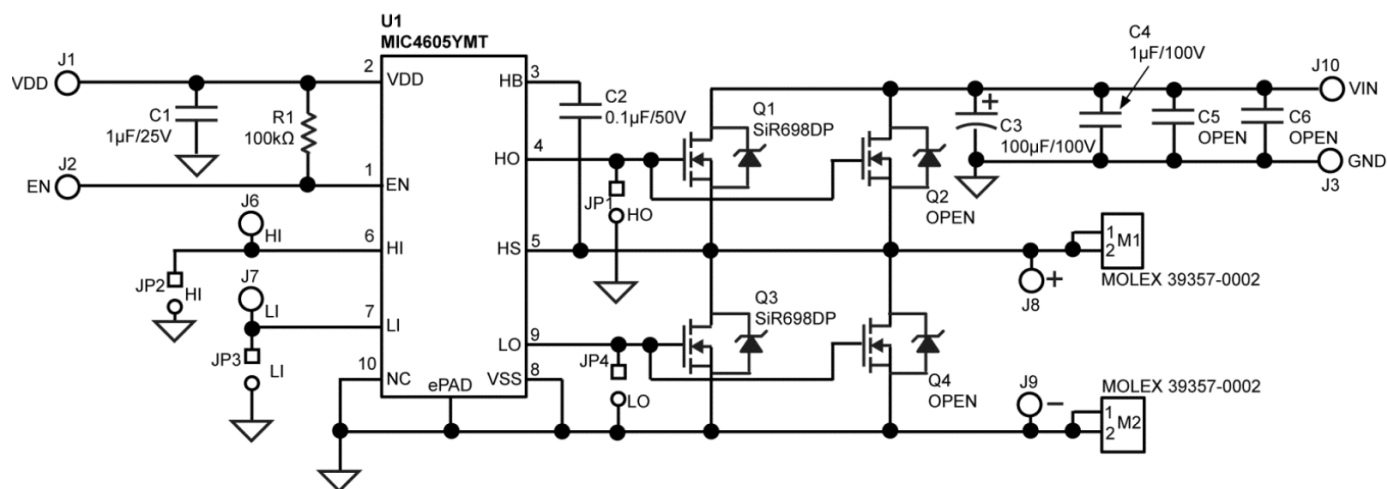 U1
MIC4605YMT
J1
VDD
2
VDD
HB
3
C1
1µF/25V
R1
100kΩ
C2
0.1µF/50V
J2
EN
1
EN
HO
4
JP1
HO
Q1
SiR698DP
Q2
OPEN
+
C3
100µF/100V
C4
1µF/100V
C5
OPEN
C6
OPEN
J10
VIN
GND
J3
J6
HI
6
HI
HS
5
JP2
HI
J7
LI
7
LI
JP3
LI
J8
+
1
2
M1
MOLEX 39357-0002
Q3
SiR698DP
LO
9
JP4
LO
Q4
OPEN
10
NC
ePAD
VSS
8
J9
−
MOLEX 39357-0002
1
2
M2